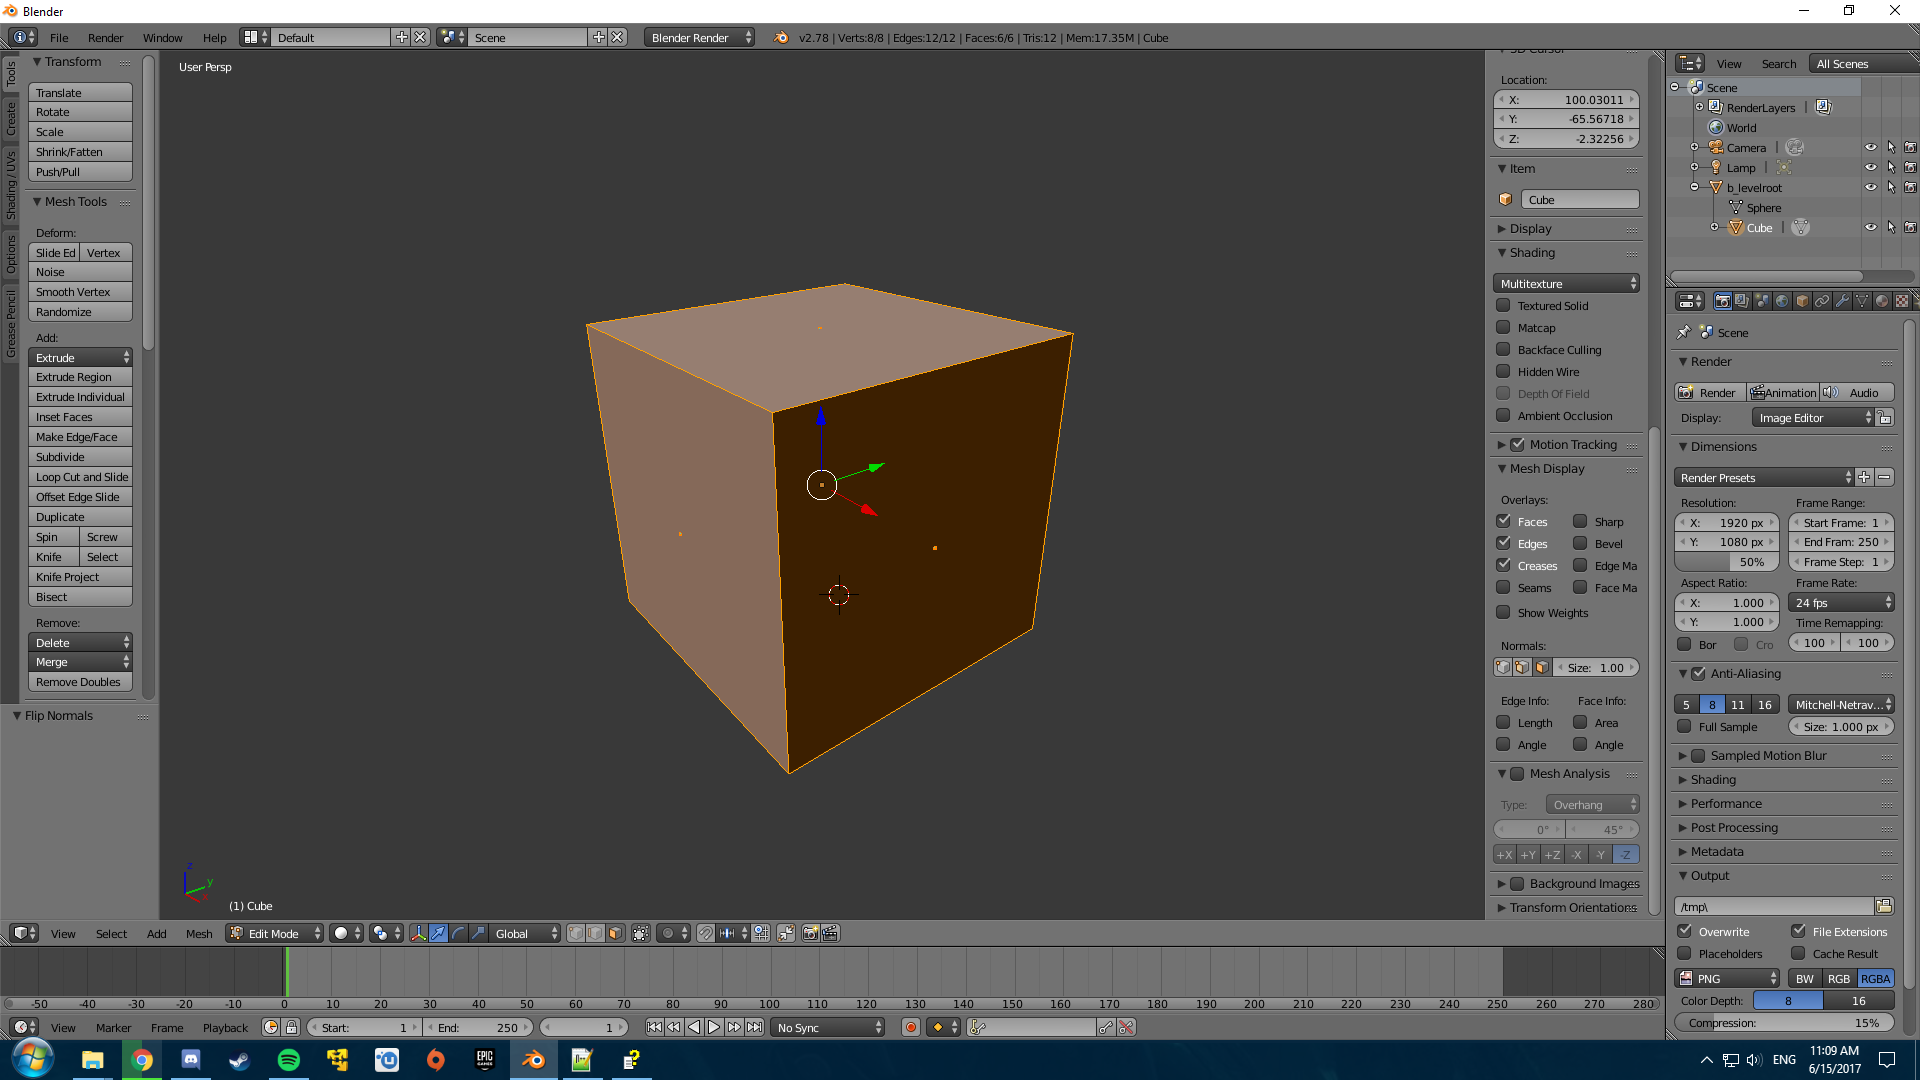 Blender
File Render Window Help Default Scene Blender Render v2.78 | Verts:8/8 | Edges:12/12 | Faces:6/6 | Tris:12 | Mem:17.35M | Cube
Tools
Create
Shading / UVs
Options
Grease Pencil
Transform
Translate
Rotate
Scale
Shrink/Fatten
Push/Pull
Mesh Tools
Deform:
Slide Ed Vertex
Noise
Smooth Vertex
Randomize
Add:
Extrude
Extrude Region
Extrude Individual
Inset Faces
Make Edge/Face
Subdivide
Loop Cut and Slide
Offset Edge Slide
Duplicate
Spin Screw
Knife Select
Knife Project
Bisect
Remove:
Delete
Merge
Remove Doubles
Flip Normals
User Persp
z
y
(1) Cube
Location:
X: 100.03011
Y: -65.56718
Z: -2.32256
Item
Cube
Display
Shading
Multitexture
Textured Solid
Matcap
Backface Culling
Hidden Wire
Depth Of Field
Ambient Occlusion
Motion Tracking
Mesh Display
Overlays:
Faces Sharp
Edges Bevel
Creases Edge Ma
Seams Face Ma
Show Weights
Normals:
Size: 1.00
Edge Info: Face Info:
Length Area
Angle Angle
Mesh Analysis
Type: Overhang
0° 45°
+X +Y +Z -X -Y -Z
Background Images
Transform Orientations
View Search All Scenes
Scene
RenderLayers |
World
Camera |
Lamp |
b_levelroot
Sphere
Cube |
Scene
Render
Render Animation Audio
Display: Image Editor
Dimensions
Render Presets
Resolution: Frame Range:
X: 1920 px Start Frame: 1
Y: 1080 px End Fram: 250
50% Frame Step: 1
Aspect Ratio: Frame Rate:
X: 1.000 24 fps
Y: 1.000 Time Remapping:
Bor Cro 100 100
Anti-Aliasing
5 8 11 16 Mitchell-Netrav...
Full Sample Size: 1.000 px
Sampled Motion Blur
Shading
Performance
Post Processing
Metadata
Output
/tmp\
Overwrite File Extensions
Placeholders Cache Result
PNG BW RGB RGBA
Color Depth: 8 16
Compression: 15%
View Select Add Mesh Edit Mode Global
-50 -40 -30 -20 -10 0 10 20 30 40 50 60 70 80 90 100 110 120 130 140 150 160 170 180 190 200 210 220 230 240 250 260 270 280
View Marker Frame Playback Start: 1 End: 250 1 No Sync
EPIC GAMES
ENG 11:09 AM
6/15/2017